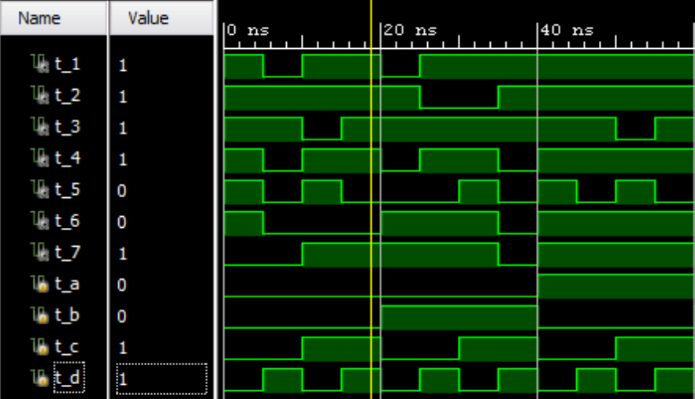 Name Value 0 ns 20 ns 40 ns
t_1 1
t_2 1
t_3 1
t_4 1
t_5 0
t_6 0
t_7 1
t_a 0
t_b 0
t_c 1
t_d 1